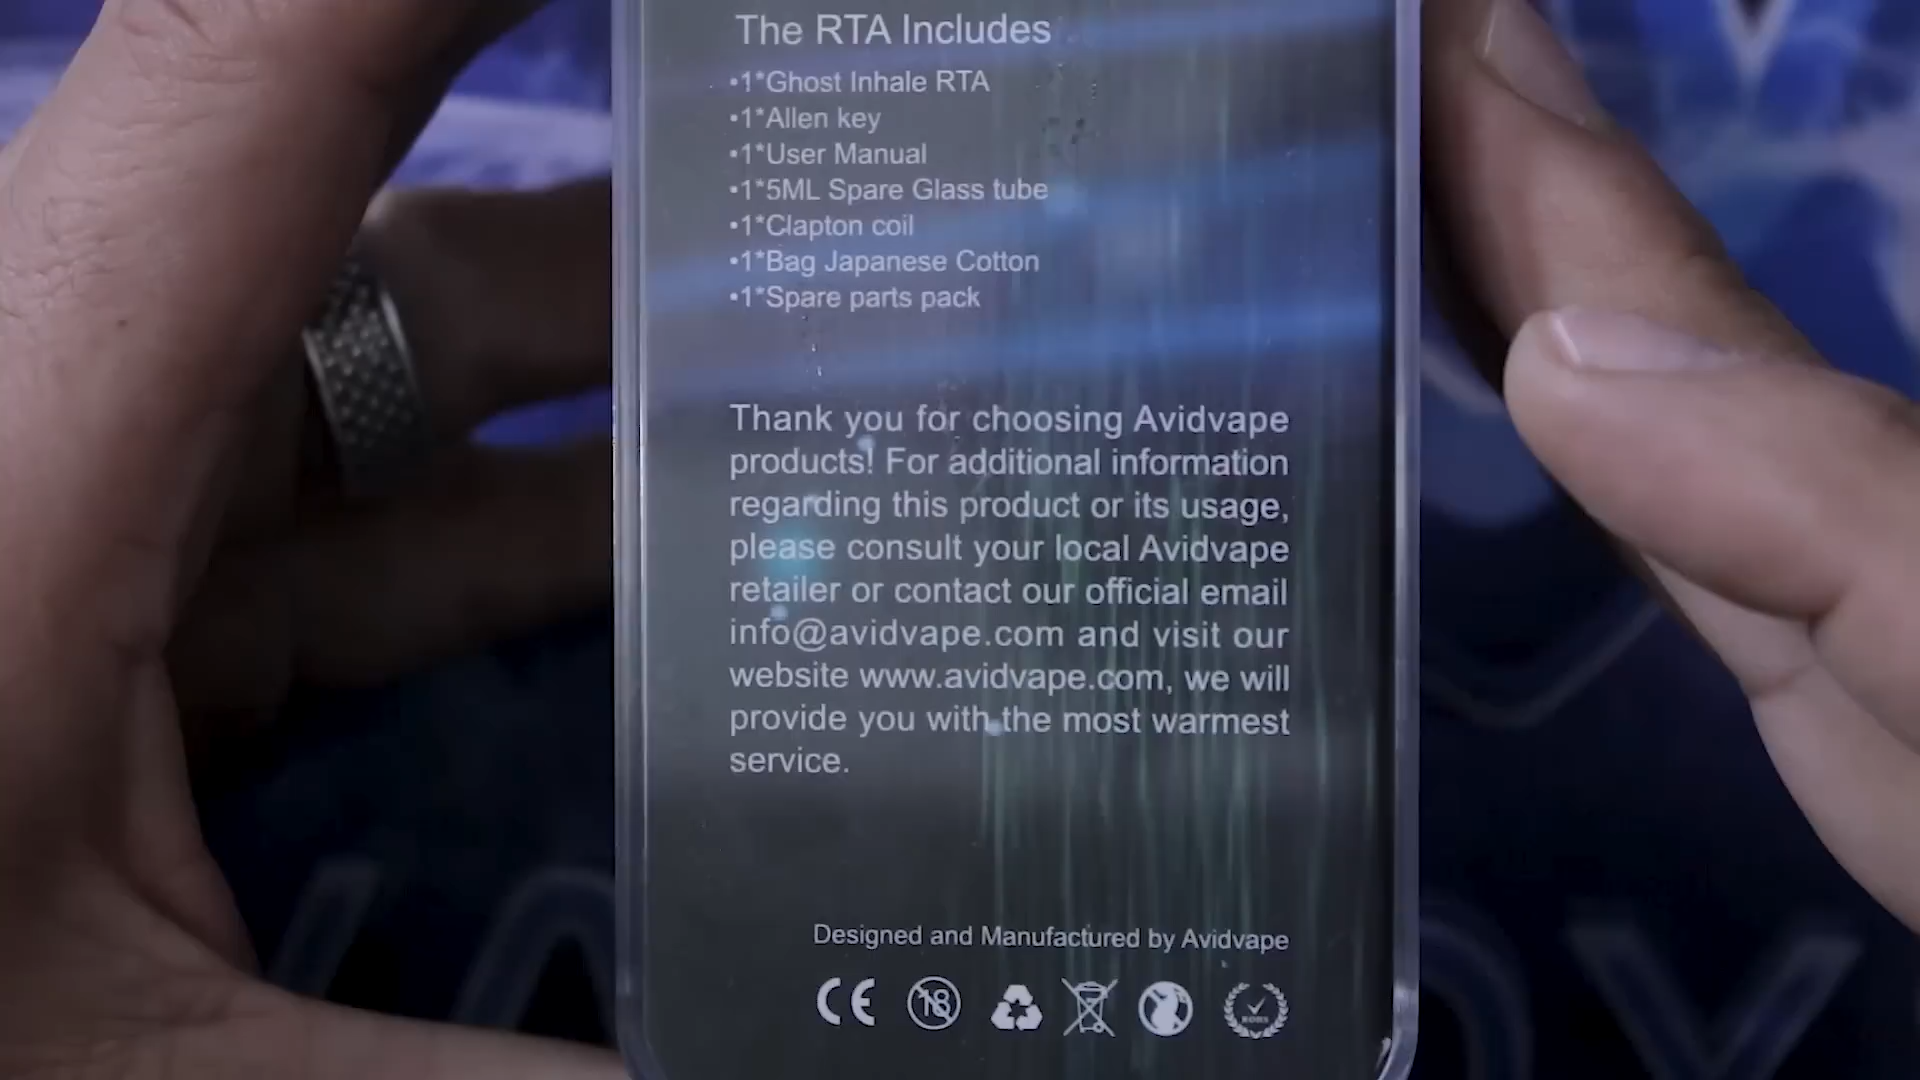 The RTA Includes
•1*Ghost Inhale RTA
•1*Allen key
•1*User Manual
•1*5ML Spare Glass tube
•1*Clapton coil
•1*Bag Japanese Cotton
•1*Spare parts pack
Thank you for choosing Avidvape
products! For additional information
regarding this product or its usage,
please consult your local Avidvape
retailer or contact our official email
info@avidvape.com and visit our
website www.avidvape.com, we will
provide you with the most warmest
service.
Designed and Manufactured by Avidvape
CE 18 ROHS